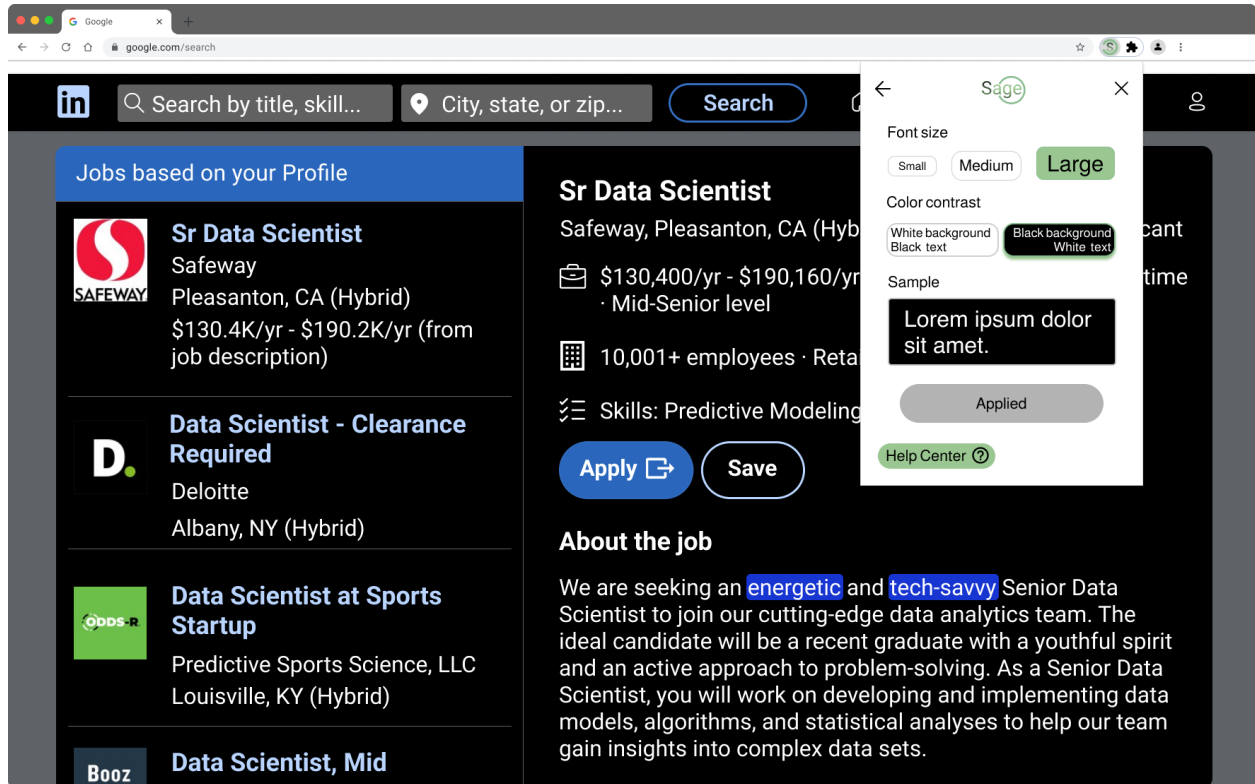 Google
google.com/search
S
in
Search by title, skill...
City, state, or zip...
Search
Jobs based on your Profile
SAFEWAY
Sr Data Scientist
Safeway
Pleasanton, CA (Hybrid)
$130.4K/yr - $190.2K/yr (from
job description)
D.
Data Scientist - Clearance
Required
Deloitte
Albany, NY (Hybrid)
ODDS-R
Data Scientist at Sports
Startup
Predictive Sports Science, LLC
Louisville, KY (Hybrid)
Booz
Data Scientist, Mid
Sr Data Scientist
Safeway, Pleasanton, CA (Hyb
cant
$130,400/yr - $190,160/yr
time
· Mid-Senior level
10,001+ employees · Reta
Skills: Predictive Modeling
Apply
Save
About the job
We are seeking an energetic and tech-savvy Senior Data
Scientist to join our cutting-edge data analytics team. The
ideal candidate will be a recent graduate with a youthful spirit
and an active approach to problem-solving. As a Senior Data
Scientist, you will work on developing and implementing data
models, algorithms, and statistical analyses to help our team
gain insights into complex data sets.
Sage
Font size
Small
Medium
Large
Color contrast
White background
Black text
Black background
White text
Sample
Lorem ipsum dolor
sit amet.
Applied
Help Center